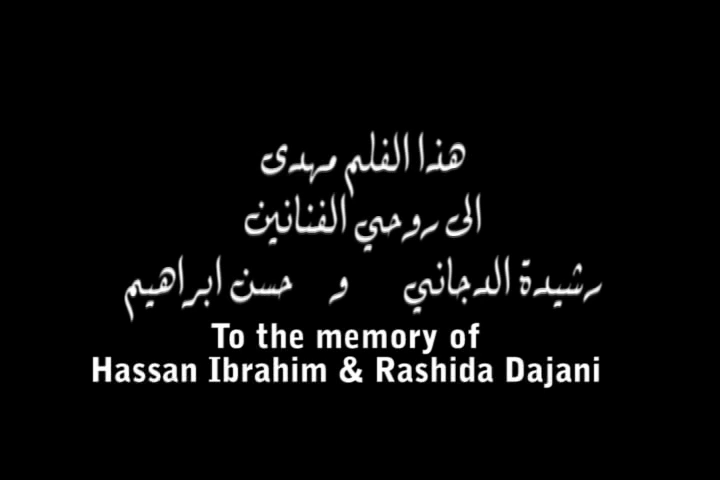 هذا الفلم مهدى
الى روحي الفنانين
رشيدة الدجاني و حسن ابراهيم
To the memory of
Hassan Ibrahim & Rashida Dajani